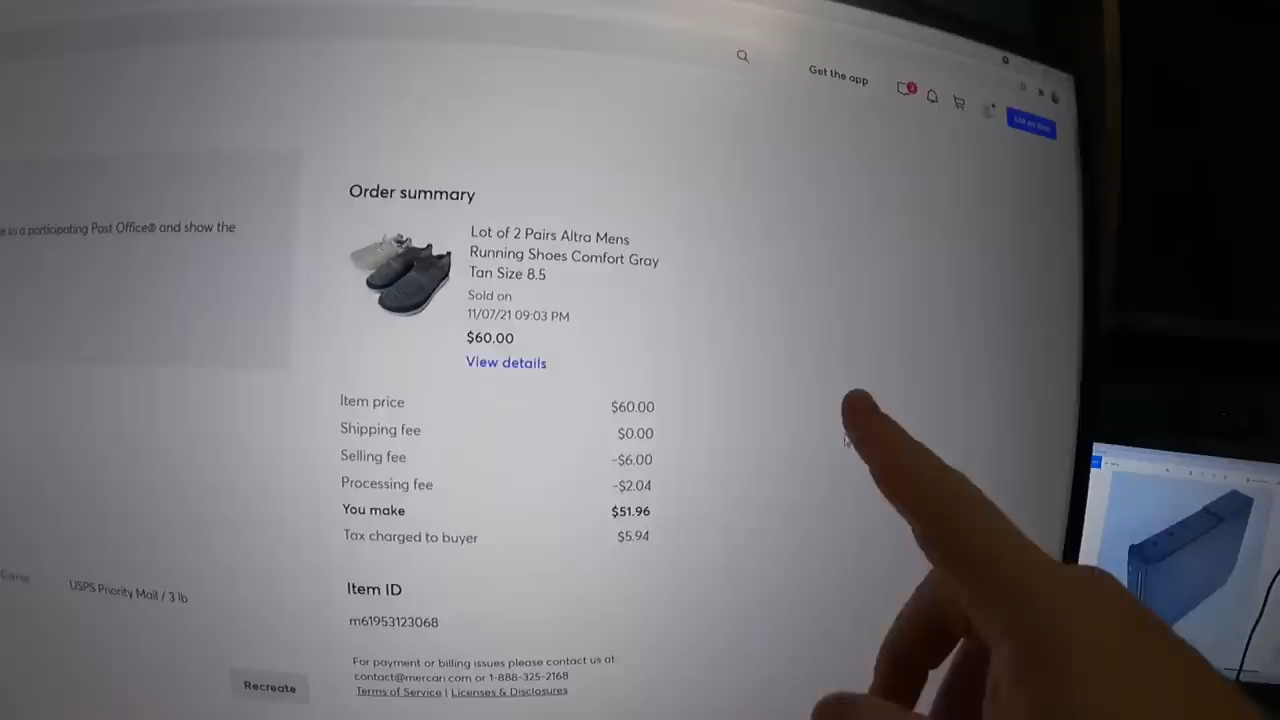 Get the app
2
List an item
Order summary
to a participating Post Office® and show the
Lot of 2 Pairs Altra Mens
Running Shoes Comfort Gray
Tan Size 8.5
Sold on
11/07/21 09:03 PM
$60.00
View details
Item price $60.00
Shipping fee $0.00
Selling fee -$6.00
Processing fee -$2.04
You make $51.96
Tax charged to buyer $5.94
Item ID
USPS Priority Mail / 3 lb
m61953123068
For payment or billing issues please contact us at
contact@mercari.com or 1-888-325-2168
Terms of Service | Licenses & Disclosures
Recreate